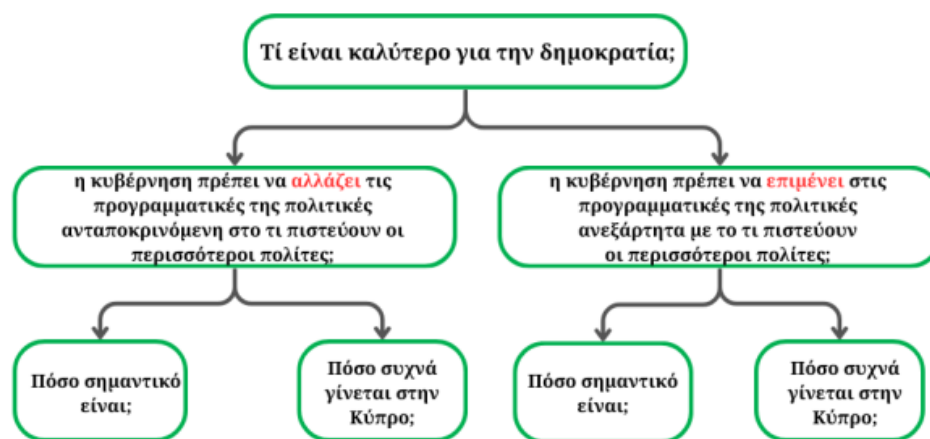 Τί είναι καλύτερο για την δημοκρατία;
η κυβέρνηση πρέπει να αλλάζει τις
προγραμματικές της πολιτικές
ανταποκρινόμενη στο τι πιστεύουν οι
περισσότεροι πολίτες;
η κυβέρνηση πρέπει να επιμένει στις
προγραμματικές της πολιτικές
ανεξάρτητα με το τι πιστεύουν
οι περισσότεροι πολίτες;
Πόσο σημαντικό
είναι;
Πόσο συχνά
γίνεται στην
Κύπρο;
Πόσο σημαντικό
είναι;
Πόσο συχνά
γίνεται στην
Κύπρο;